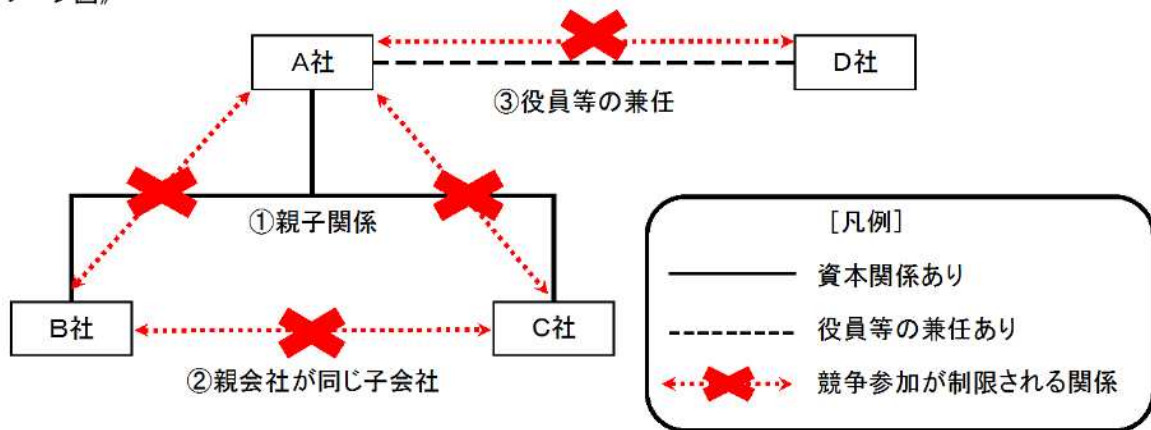 A社
D社
③役員等の兼任
①親子関係
B社
C社
②親会社が同じ子会社
[凡例]
資本関係あり
役員等の兼任あり
競争参加が制限される関係